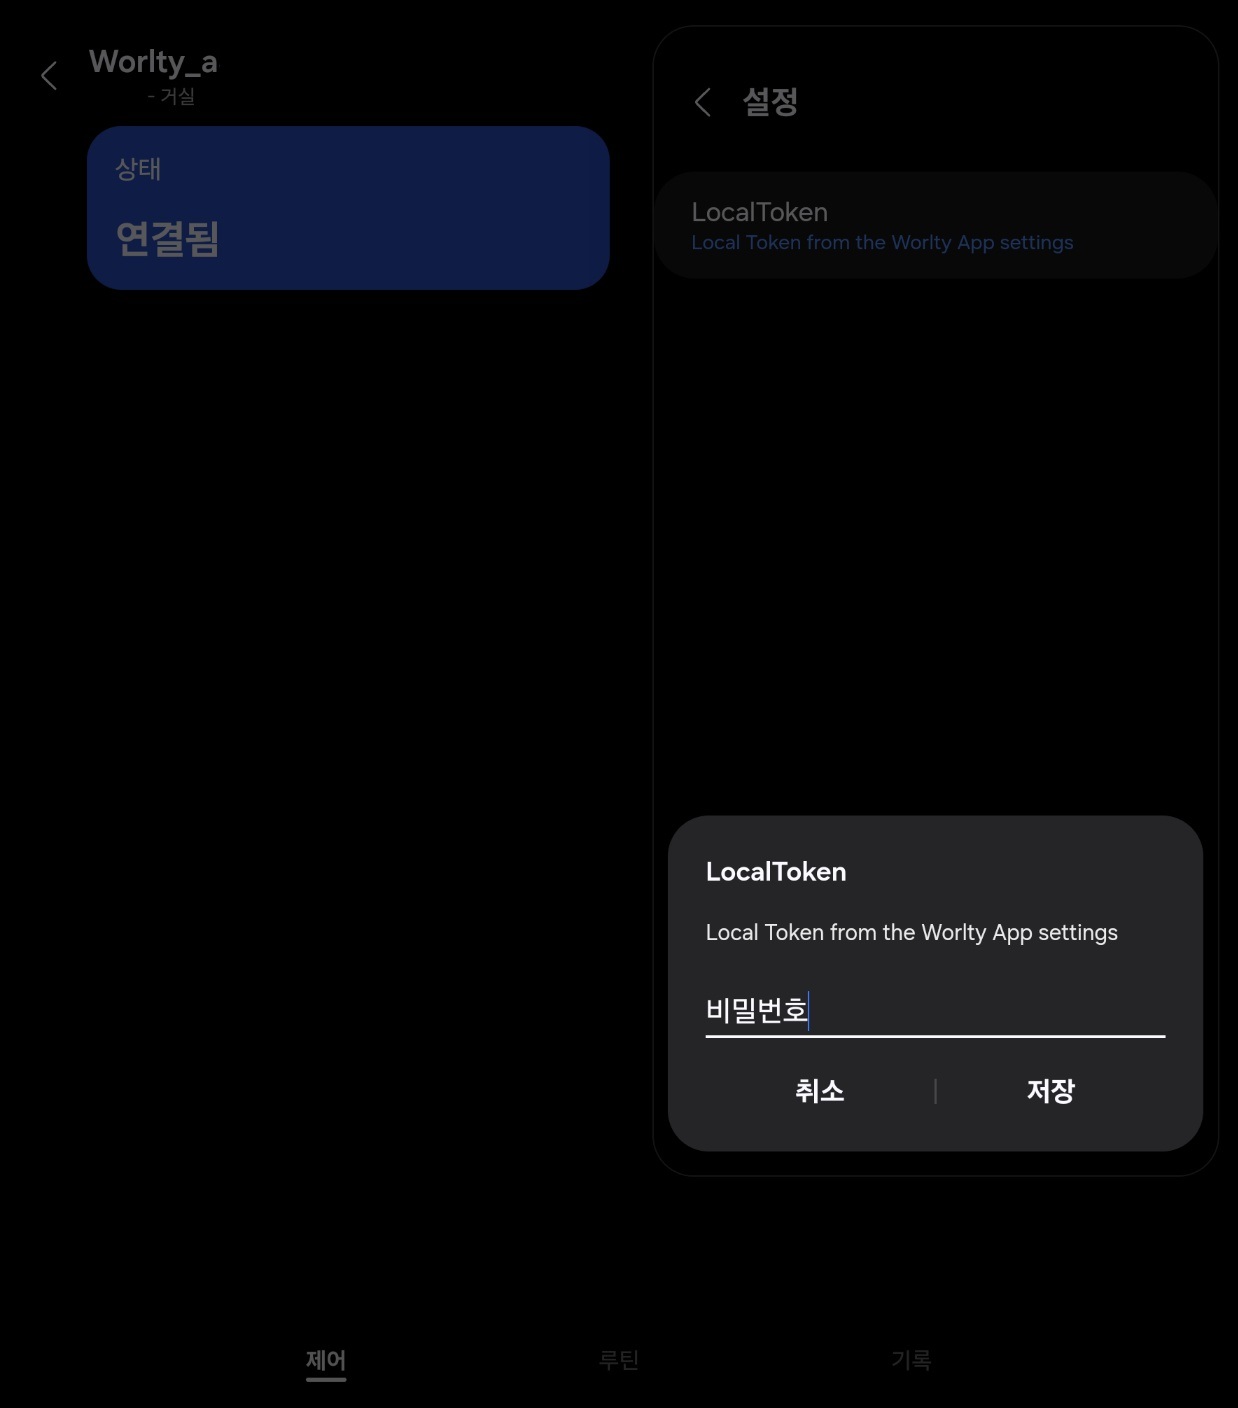 Worlty_a
- 거실
상태
연결됨
설정
LocalToken
Local Token from the Worlty App settings
LocalToken
Local Token from the Worlty App settings
비밀번호
취소
저장
제어
루틴
기록